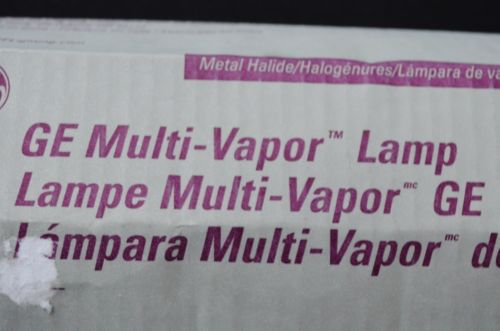 Metal Halide/Halogénures/Lámpara de va
GE Multi-Vapor™ Lamp
Lampe Multi-Vapor mc GE
Lámpara Multi-Vapor mc de